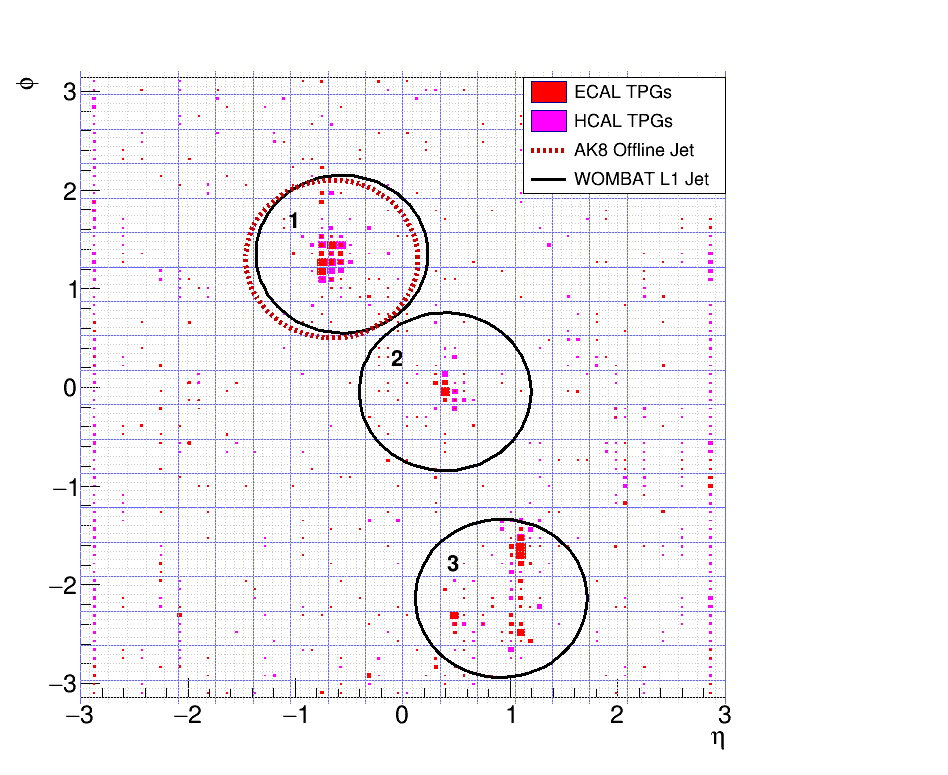 ϕ
3
2
1
0
−1
−2
−3
ECAL TPGs
HCAL TPGs
AK8 Offline Jet
WOMBAT L1 Jet
1
2
3
−3 −2 −1 0 1 2 3
η